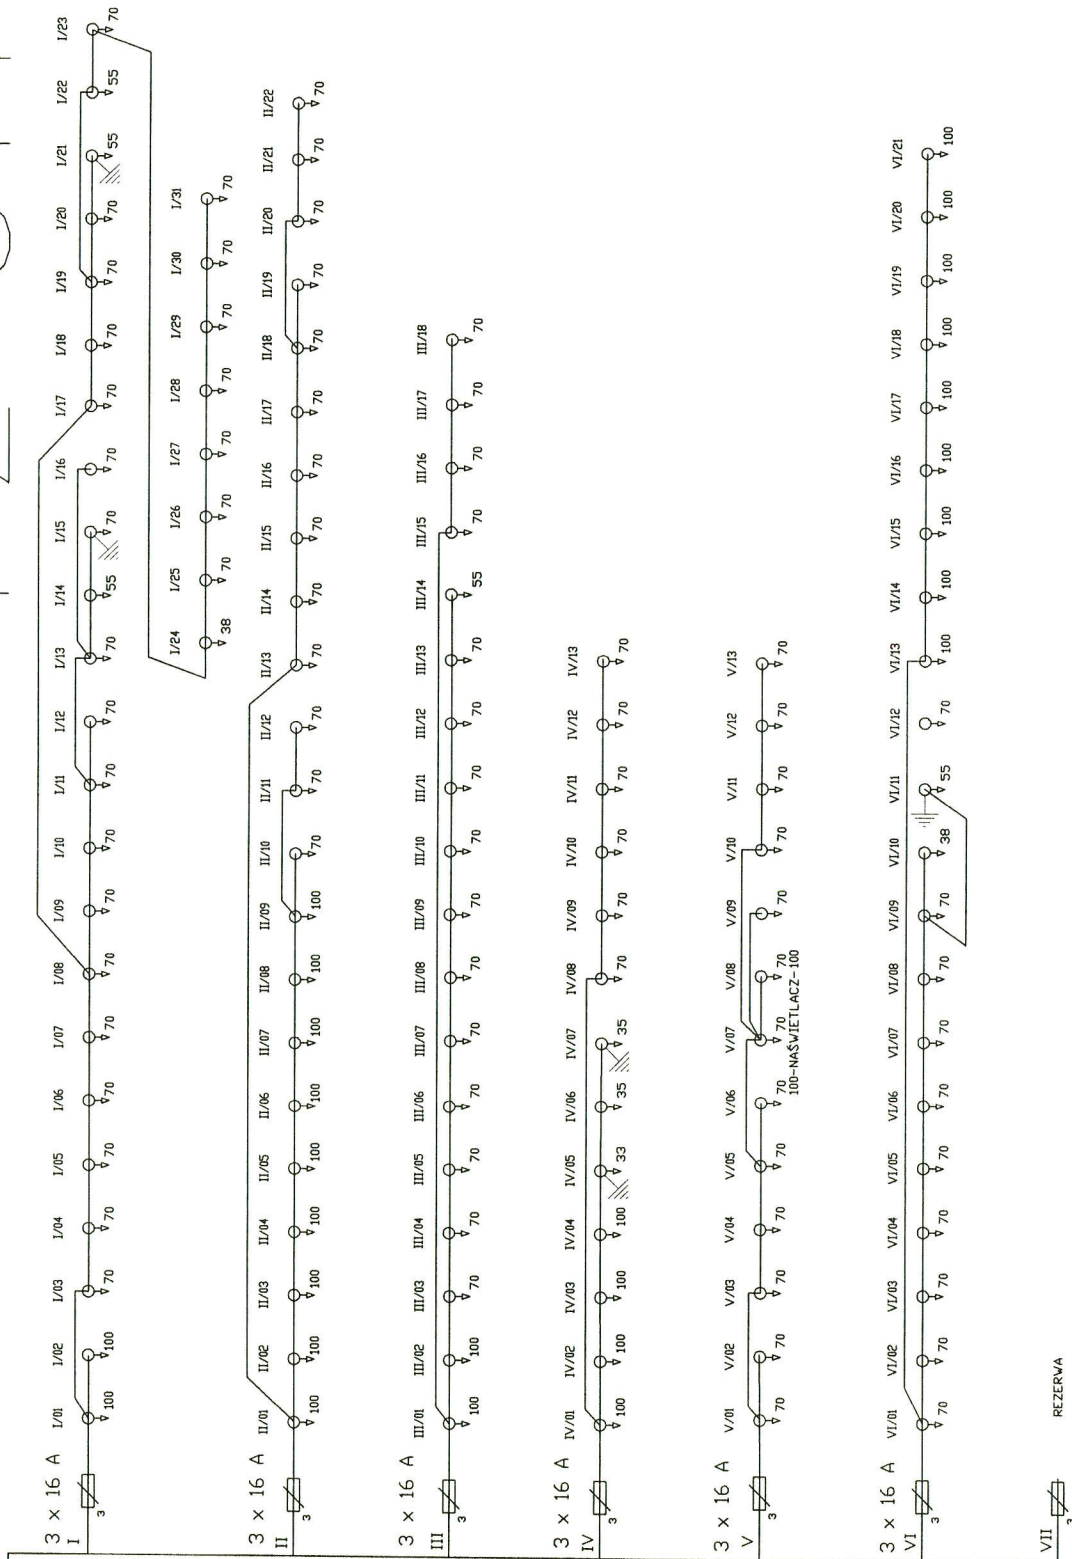 3 x 16 A
I
3
I/01 I/02 I/03 I/04 I/05 I/06 I/07 I/08 I/09 I/10 I/11 I/12 I/13 I/14 I/15 I/16 I/17 I/18 I/19 I/20 I/21 I/22 I/23
100 100 70 70 70 70 70 70 70 70 70 70 70 55 70 70 70 70 70 70 55 55 70
I/24 I/25 I/26 I/27 I/28 I/29 I/30 I/31
38 70 70 70 70 70 70 70
3 x 16 A
II
3
II/01 II/02 II/03 II/04 II/05 II/06 II/07 II/08 II/09 II/10 II/11 II/12 II/13 II/14 II/15 II/16 II/17 II/18 II/19 II/20 II/21 II/22
100 100 100 100 100 100 100 100 100 70 70 70 70 70 70 70 70 70 70 70 70 70
3 x 16 A
III
3
III/01 III/02 III/03 III/04 III/05 III/06 III/07 III/08 III/09 III/10 III/11 III/12 III/13 III/14 III/15 III/16 III/17 III/18
100 100 70 70 70 70 70 70 70 70 70 70 70 55 70 70 70 70
3 x 16 A
IV
3
IV/01 IV/02 IV/03 IV/04 IV/05 IV/06 IV/07 IV/08 IV/09 IV/10 IV/11 IV/12 IV/13
100 100 100 100 33 35 35 70 70 70 70 70 70
3 x 16 A
V
3
V/01 V/02 V/03 V/04 V/05 V/06 V/07 V/08 V/09 V/10 V/11 V/12 V/13
70 70 70 70 70 70 70 70 70 70 70 70 70
100-NAŚWIETLACZ-100
3 x 16 A
VI
3
VI/01 VI/02 VI/03 VI/04 VI/05 VI/06 VI/07 VI/08 VI/09 VI/10 VI/11 VI/12 VI/13 VI/14 VI/15 VI/16 VI/17 VI/18 VI/19 VI/20 VI/21
70 70 70 70 70 70 70 70 70 38 55 70 100 100 100 100 100 100 100 100 100
VII
3
REZERWA